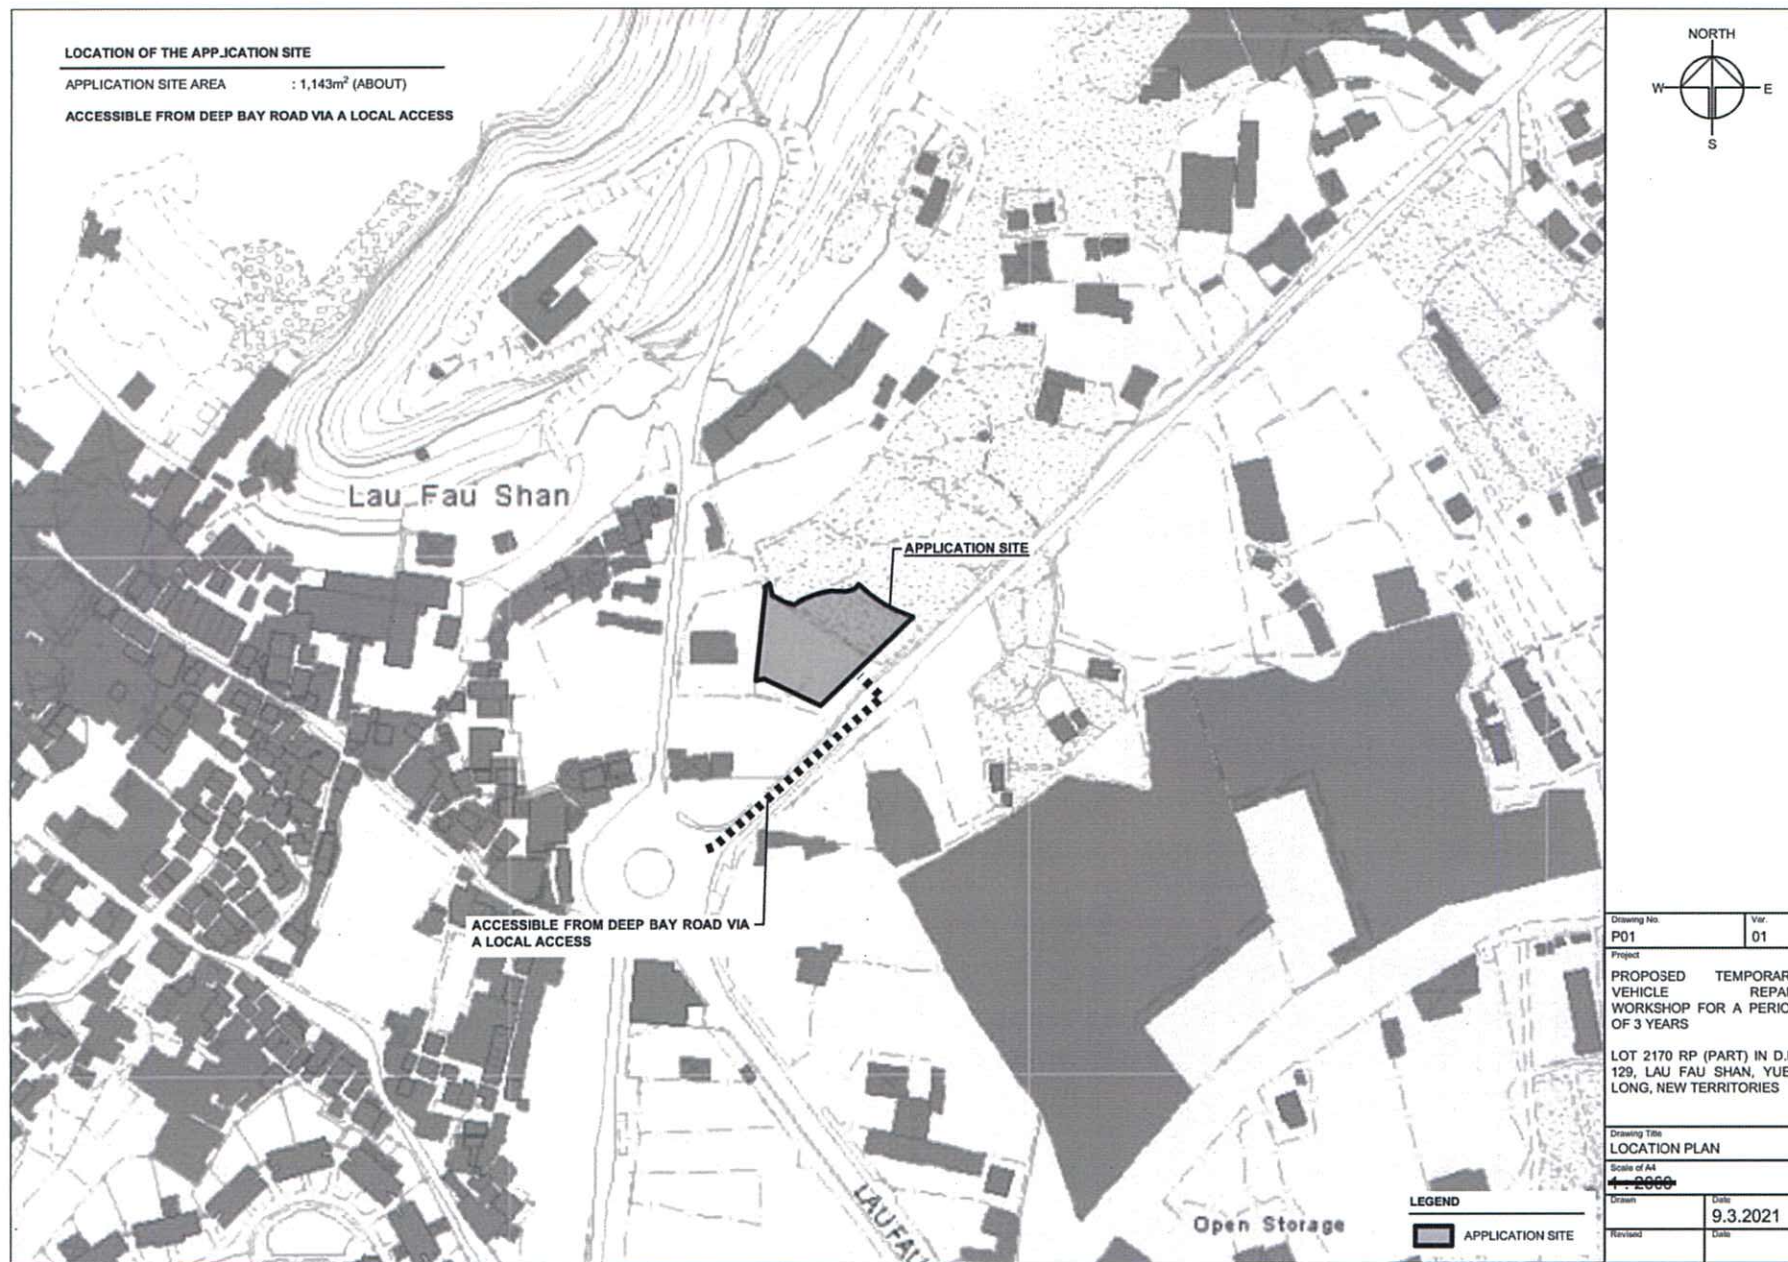 LOCATION OF THE APPLICATION SITE
APPLICATION SITE AREA : 1,143m² (ABOUT)
ACCESSIBLE FROM DEEP BAY ROAD VIA A LOCAL ACCESS
NORTH
W E
S
Lau Fau Shan
APPLICATION SITE
ACCESSIBLE FROM DEEP BAY ROAD VIA
A LOCAL ACCESS
LAU FAU
Open Storage
LEGEND
APPLICATION SITE
Drawing No. Ver.
P01 01
Project
PROPOSED TEMPORAR
VEHICLE REPAI
WORKSHOP FOR A PERIO
OF 3 YEARS
LOT 2170 RP (PART) IN D.
129, LAU FAU SHAN, YUE
LONG, NEW TERRITORIES
Drawing Title
LOCATION PLAN
Scale of A4
Drawn Date
9.3.2021
Revised Date